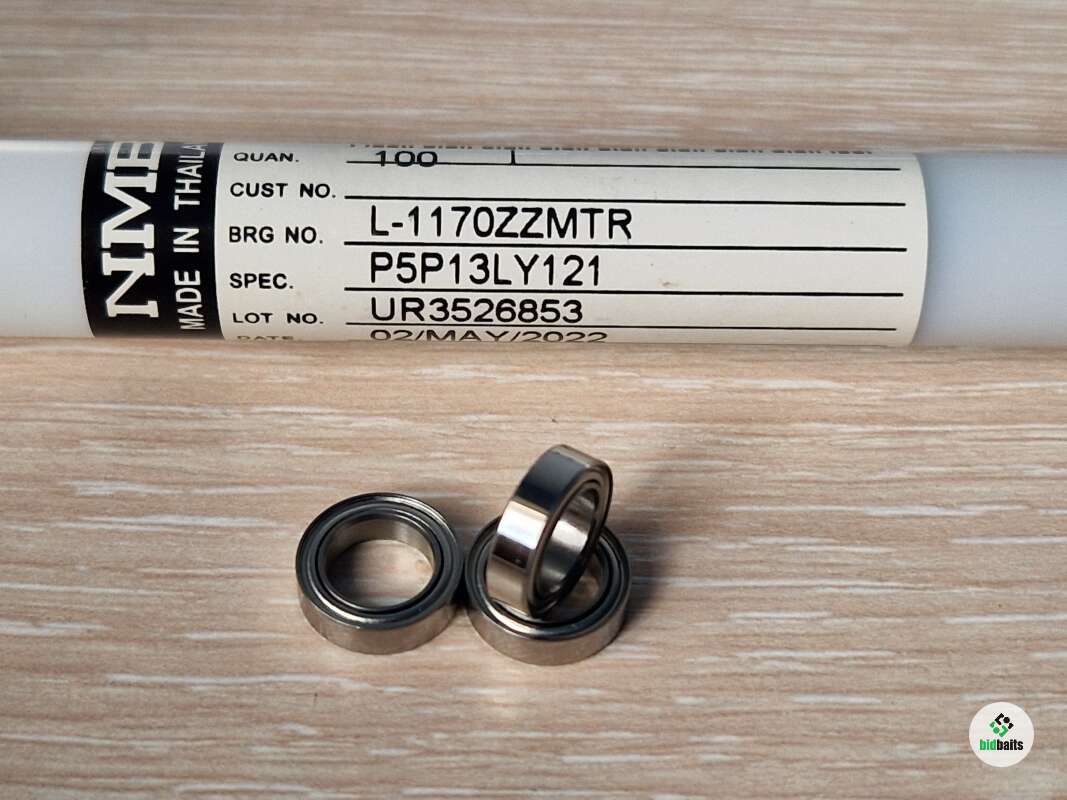 NMB
MADE IN THAILA
QUAN. 100
CUST NO.
BRG NO. L-1170ZZMTR
SPEC. P5P13LY121
LOT NO. UR3526853
DATE 02/MAY/2022
bidbaits